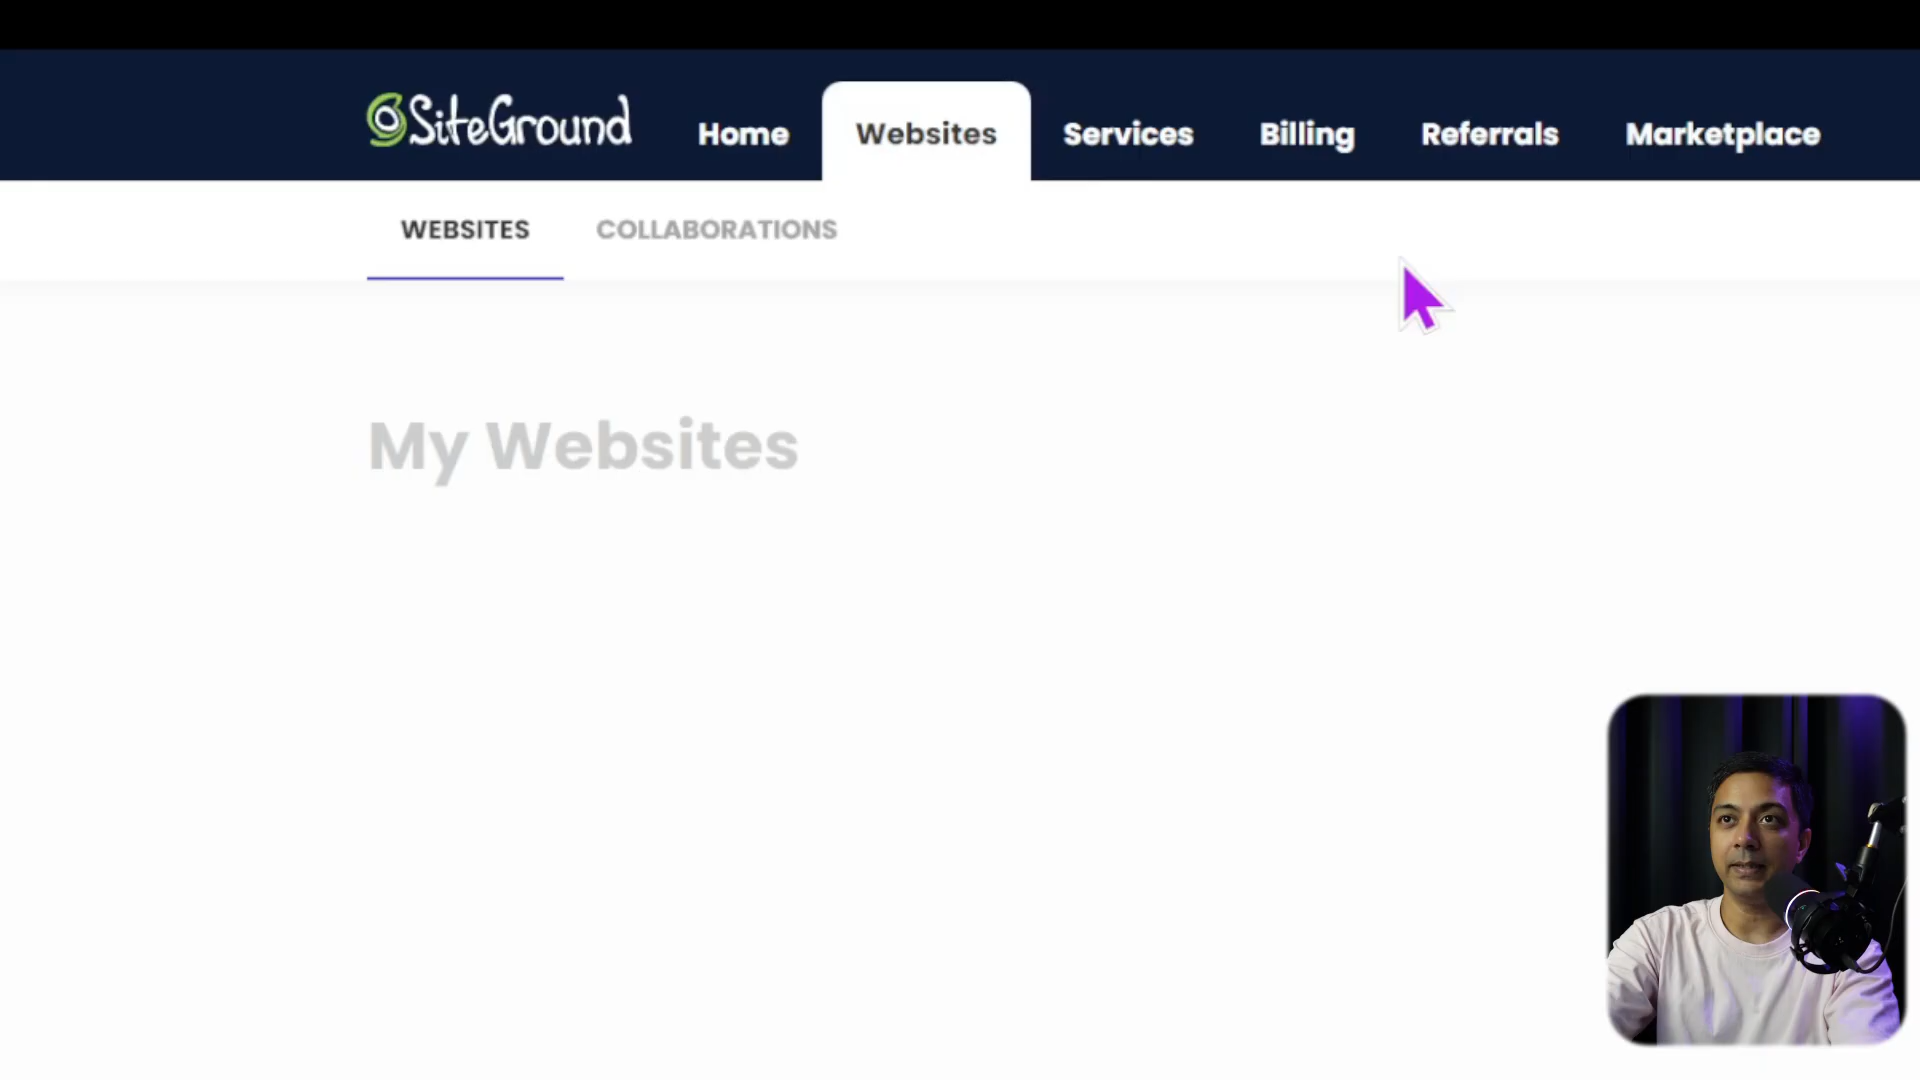 SiteGround
Home
Websites
Services
Billing
Referrals
Marketplace
WEBSITES
COLLABORATIONS
My Websites